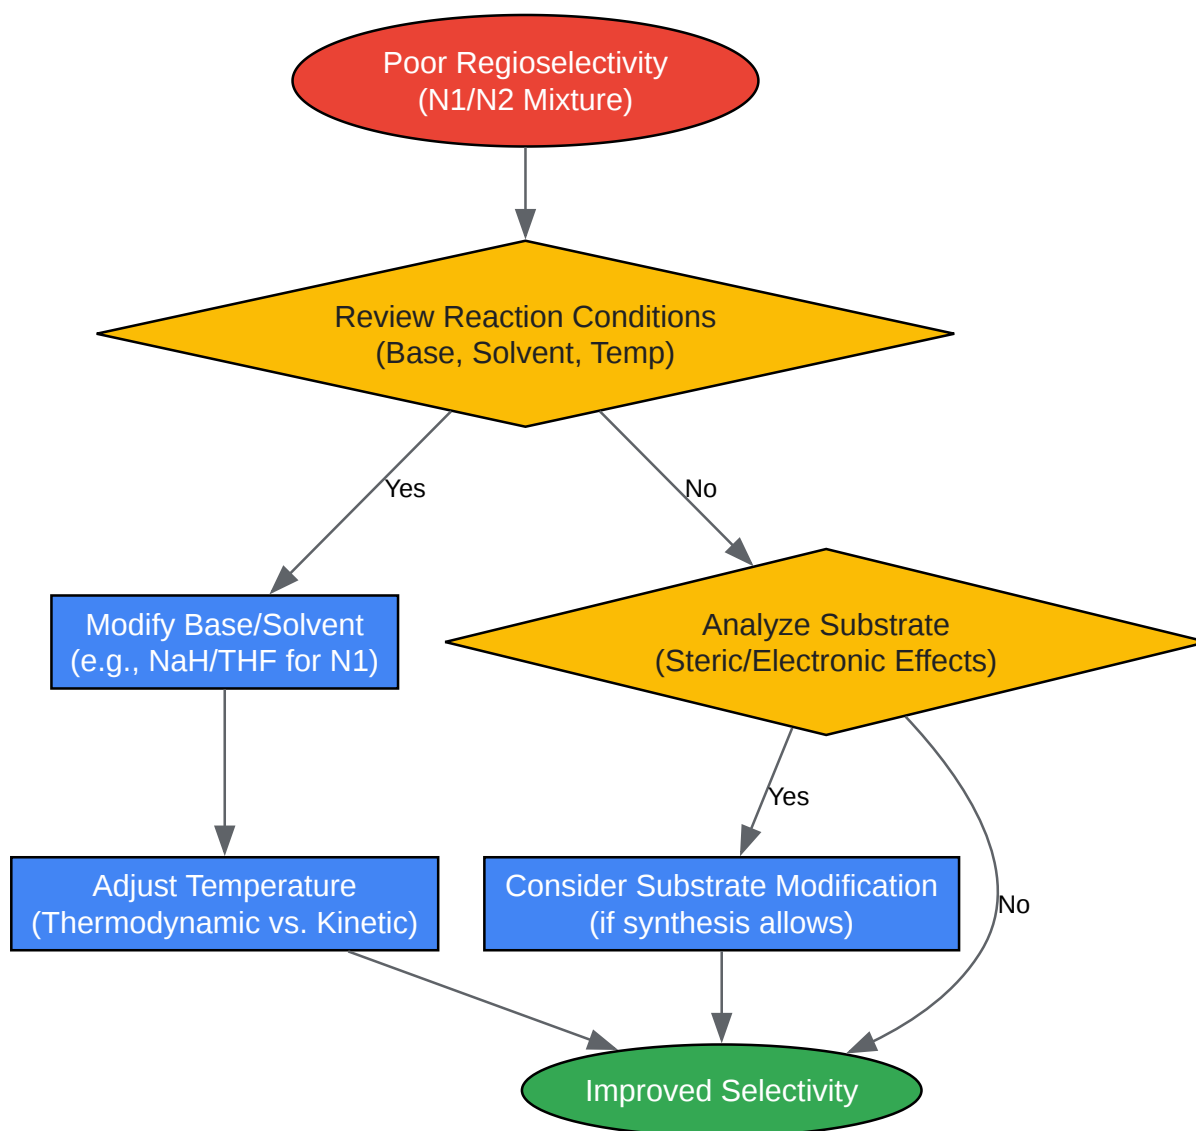 Poor Regioselectivity
(N1/N2 Mixture)
Review Reaction Conditions
(Base, Solvent, Temp)
Yes
No
Modify Base/Solvent
(e.g., NaH/THF for N1)
Analyze Substrate
(Steric/Electronic Effects)
Yes
Adjust Temperature
(Thermodynamic vs. Kinetic)
Consider Substrate Modification
(if synthesis allows)
No
Improved Selectivity